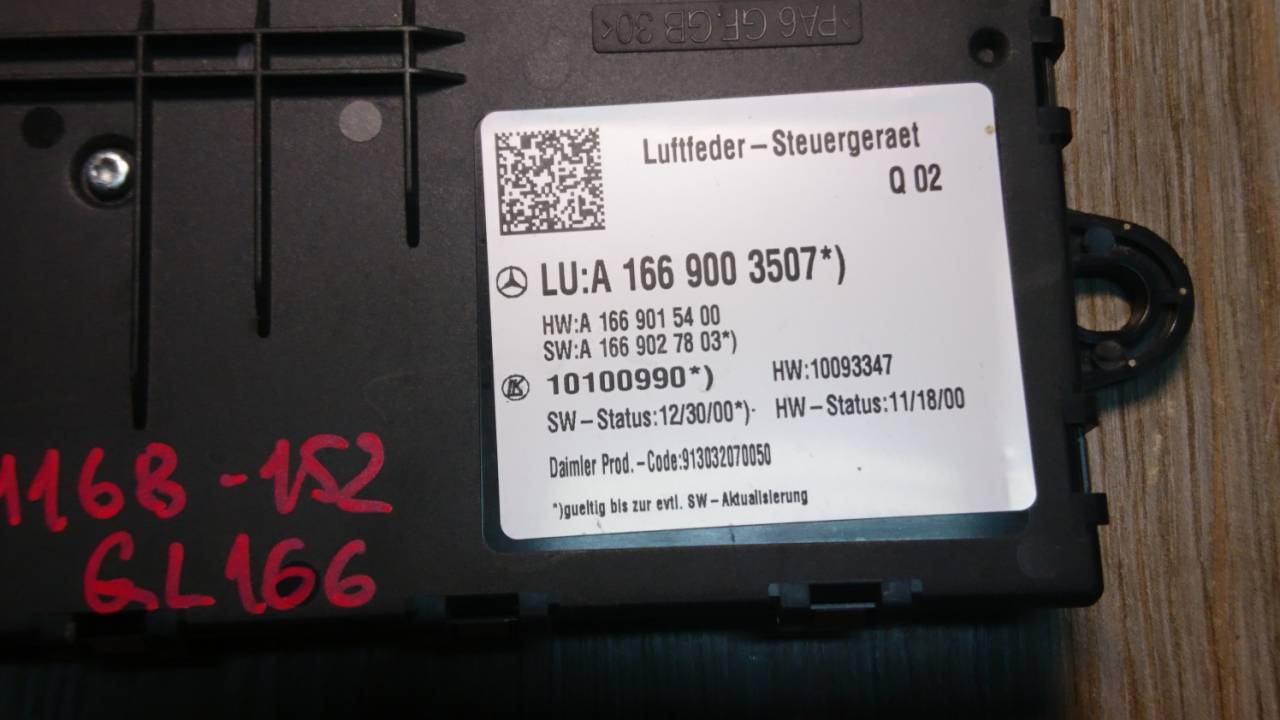 >PA6 GF.GB 30<
Luftfeder–Steuergeraet
Q 02
LU:A 166 900 3507*)
HW:A 166 901 54 00
SW:A 166 902 78 03*)
10100990*) HW:10093347
SW–Status:12/30/00*) HW–Status:11/18/00
Daimler Prod.–Code:913032070050
*)gueltig bis zur evtl. SW–Aktualisierung
1168 -152
GL166